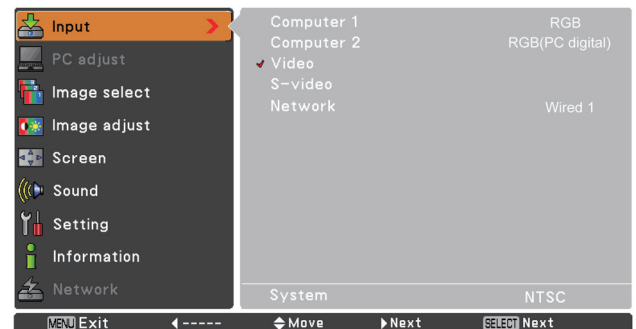 Input
PC adjust
Image select
Image adjust
Screen
Sound
Setting
Information
Network
Computer 1 RGB
Computer 2 RGB(PC digital)
Video
S-video
Network Wired 1
System NTSC
MENU Exit ----- Move Next SELECT Next